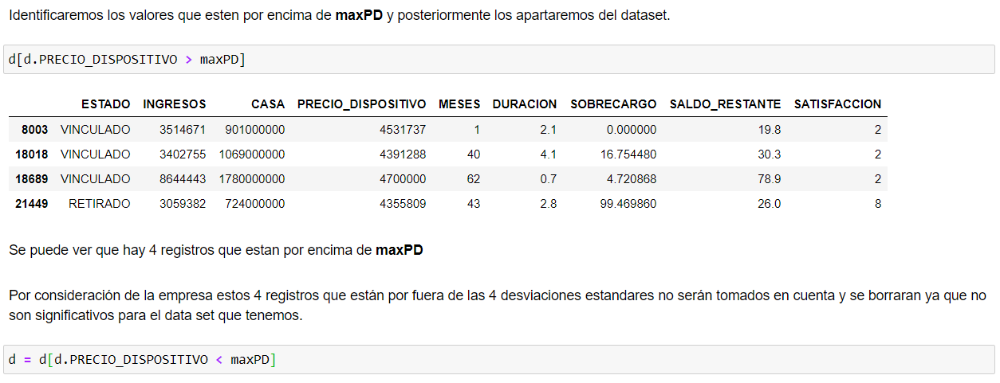 Identificaremos los valores que esten por encima de maxPD y posteriormente los apartaremos del dataset.
d[d.PRECIO_DISPOSITIVO > maxPD]
ESTADO INGRESOS CASA PRECIO_DISPOSITIVO MESES DURACION SOBRECARGO SALDO_RESTANTE SATISFACCION
8003 VINCULADO 3514671 901000000 4531737 1 2.1 0.000000 19.8 2
18018 VINCULADO 3402755 1069000000 4391288 40 4.1 16.754480 30.3 2
18689 VINCULADO 8644443 1780000000 4700000 62 0.7 4.720868 78.9 2
21449 RETIRADO 3059382 724000000 4355809 43 2.8 99.469860 26.0 8
Se puede ver que hay 4 registros que estan por encima de maxPD
Por consideración de la empresa estos 4 registros que están por fuera de las 4 desviaciones estandares no serán tomados en cuenta y se borraran ya que no
son significativos para el data set que tenemos.
d = d[d.PRECIO_DISPOSITIVO < maxPD]